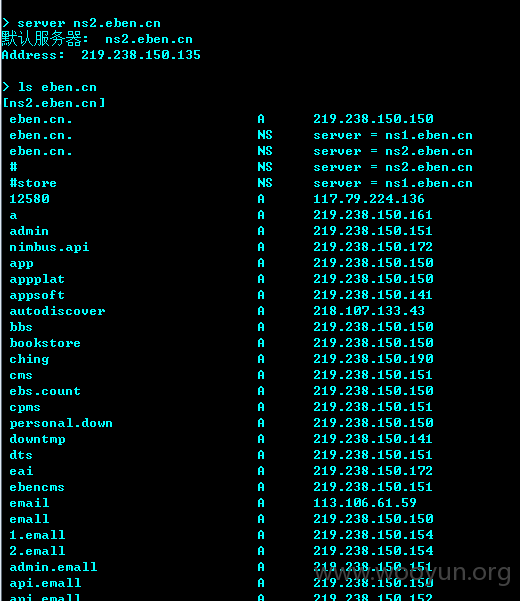 > server ns2.eben.cn
默认服务器: ns2.eben.cn
Address: 219.238.150.135
> ls eben.cn
[ns2.eben.cn]
eben.cn. A 219.238.150.150
eben.cn. NS server = ns1.eben.cn
eben.cn. NS server = ns2.eben.cn
# NS server = ns2.eben.cn
#store NS server = ns1.eben.cn
12580 A 117.79.224.136
a A 219.238.150.161
admin A 219.238.150.151
nimbus.api A 219.238.150.172
app A 219.238.150.150
appplat A 219.238.150.150
appsoft A 219.238.150.141
autodiscover A 218.107.133.43
bbs A 219.238.150.150
bookstore A 219.238.150.150
ching A 219.238.150.190
cms A 219.238.150.151
ebs.count A 219.238.150.150
cpms A 219.238.150.151
personal.down A 219.238.150.150
downtmp A 219.238.150.141
dts A 219.238.150.151
eai A 219.238.150.172
ebencms A 219.238.150.151
email A 113.106.61.59
emall A 219.238.150.150
1.emall A 219.238.150.154
2.emall A 219.238.150.154
admin.emall A 219.238.150.151
api.emall A 219.238.150.150
api.emall A 219.238.150.152
www.wooyun.org